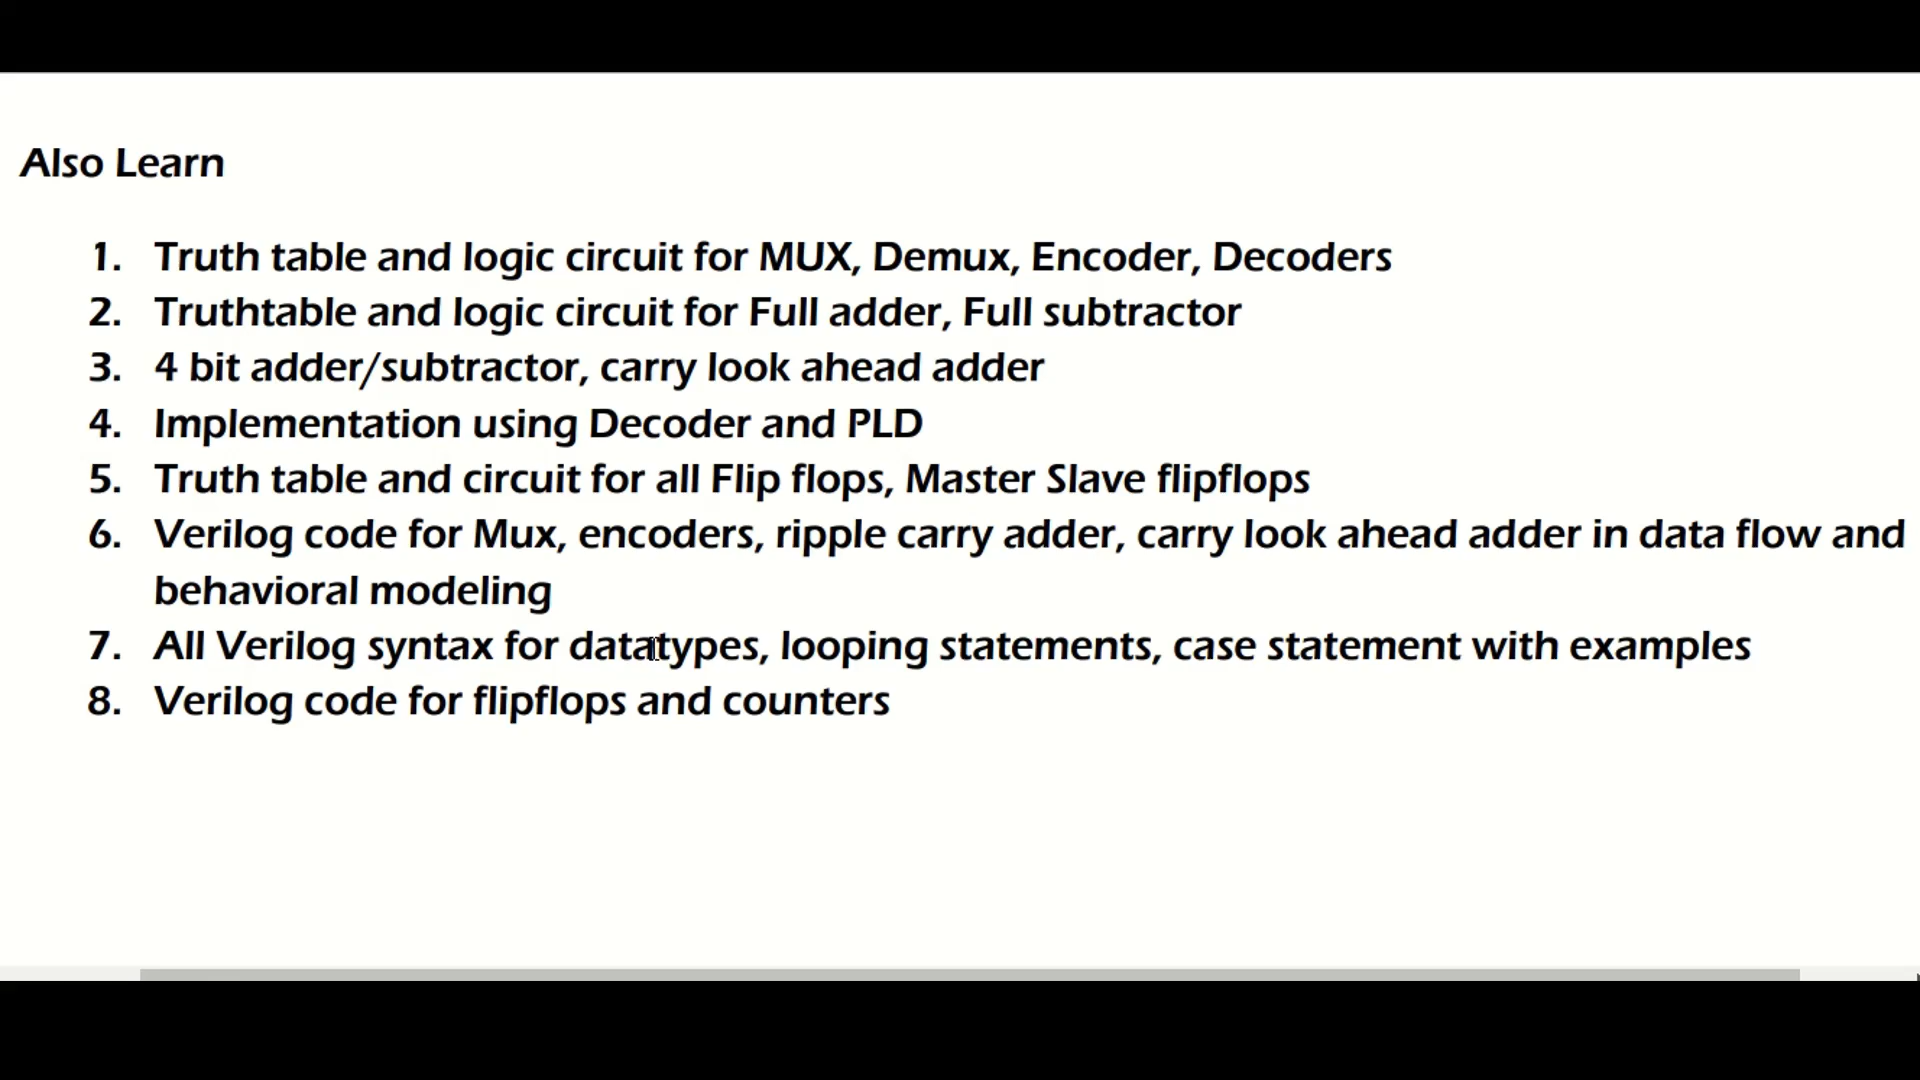 Also Learn
1. Truth table and logic circuit for MUX, Demux, Encoder, Decoders
2. Truthtable and logic circuit for Full adder, Full subtractor
3. 4 bit adder/subtractor, carry look ahead adder
4. Implementation using Decoder and PLD
5. Truth table and circuit for all Flip flops, Master Slave flipflops
6. Verilog code for Mux, encoders, ripple carry adder, carry look ahead adder in data flow and
behavioral modeling
7. All Verilog syntax for datatypes, looping statements, case statement with examples
8. Verilog code for flipflops and counters